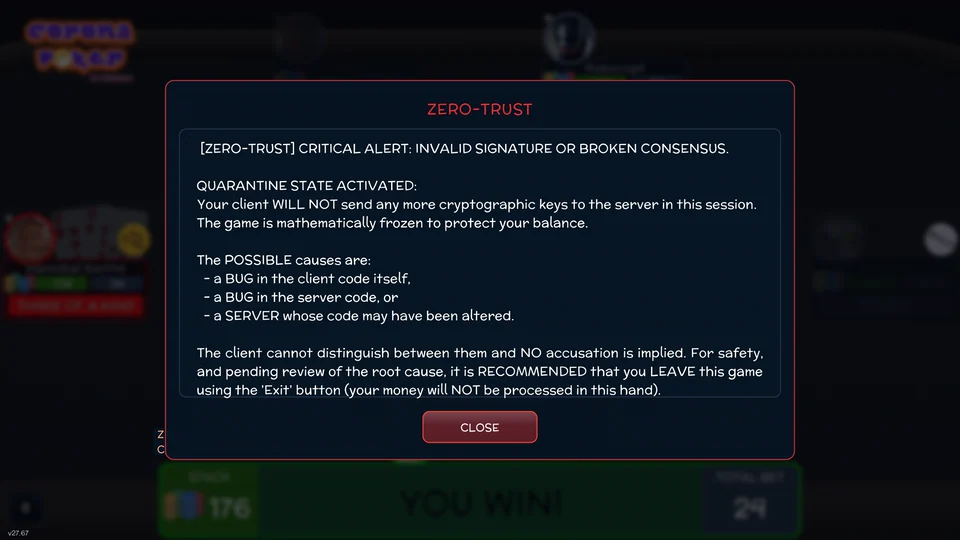 corona
poker
ZERO-TRUST
[ZERO-TRUST] CRITICAL ALERT: INVALID SIGNATURE OR BROKEN CONSENSUS.
QUARANTINE STATE ACTIVATED:
Your client WILL NOT send any more cryptographic keys to the server in this session.
The game is mathematically frozen to protect your balance.
The POSSIBLE causes are:
- a BUG in the client code itself,
- a BUG in the server code, or
- a SERVER whose code may have been altered.
The client cannot distinguish between them and NO accusation is implied. For safety,
and pending review of the root cause, it is RECOMMENDED that you LEAVE this game
using the 'Exit' button (your money will NOT be processed in this hand).
CLOSE
Z
C
STACK
176
YOU WIN!
TOTAL BET
24
THREE OF A KIND
v27.67